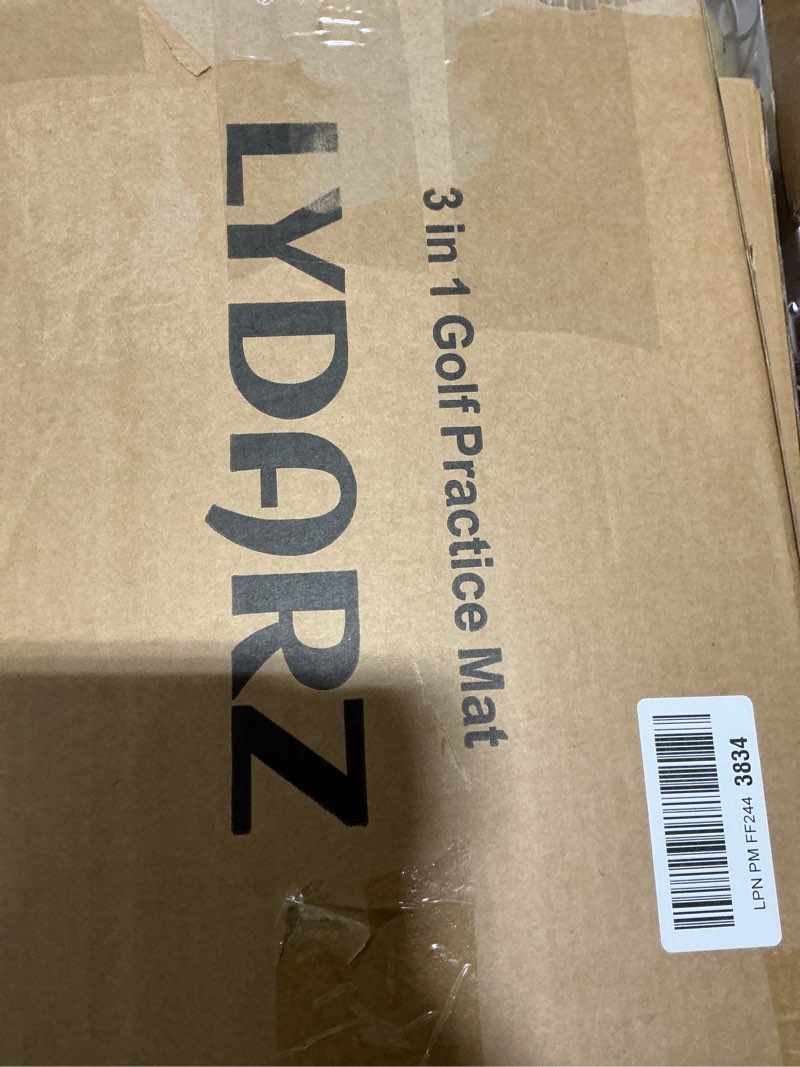 3 in 1 Golf Practice Mat
LYDARZ
LPN PM FF244 3834